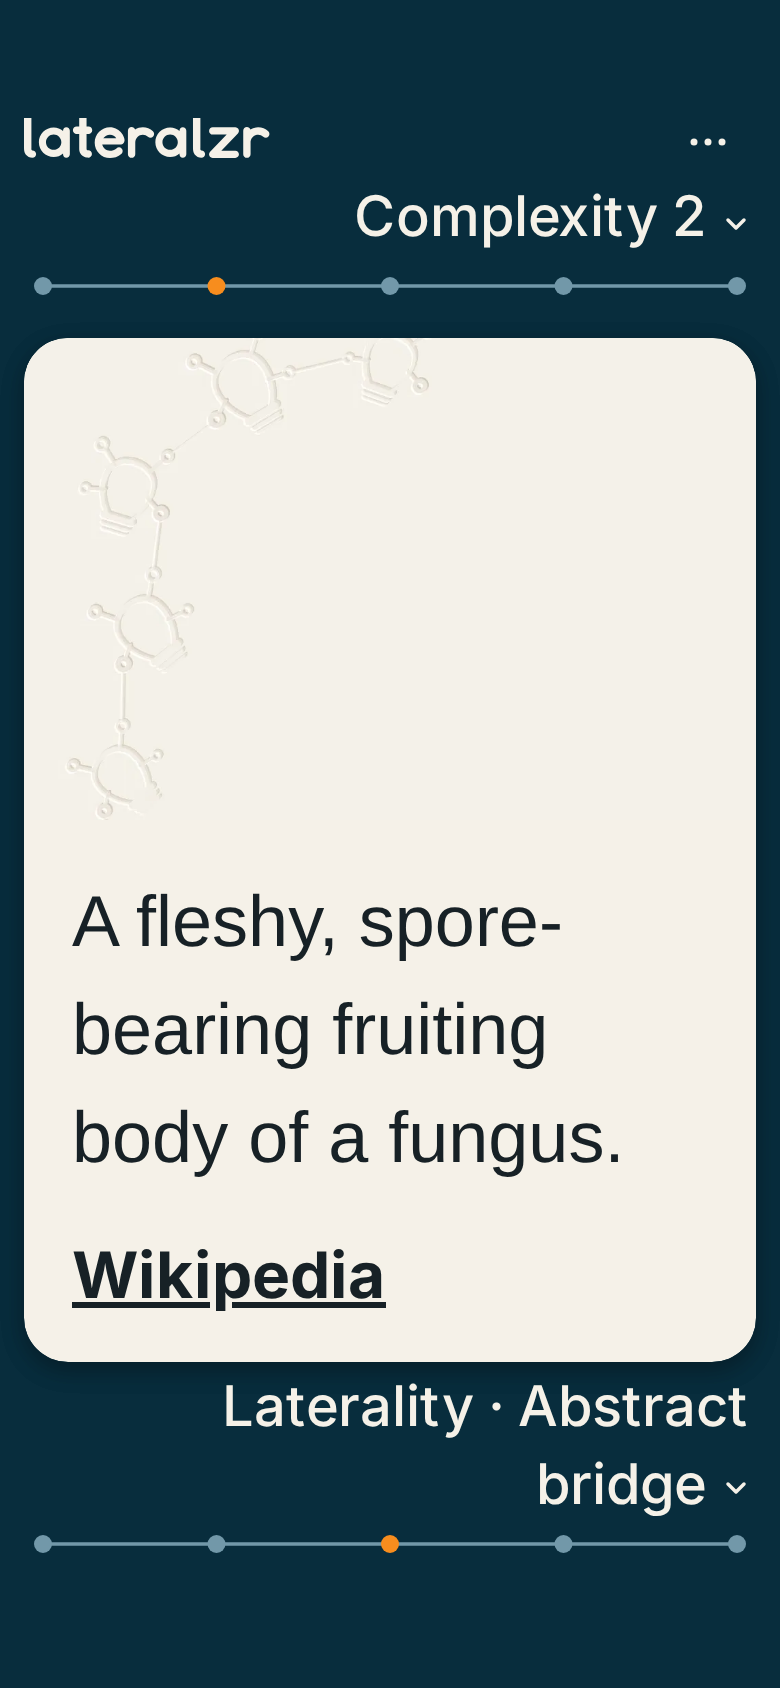 lateralzr
...
Complexity 2
A fleshy, spore-
bearing fruiting
body of a fungus.
Wikipedia
Laterality · Abstract
bridge